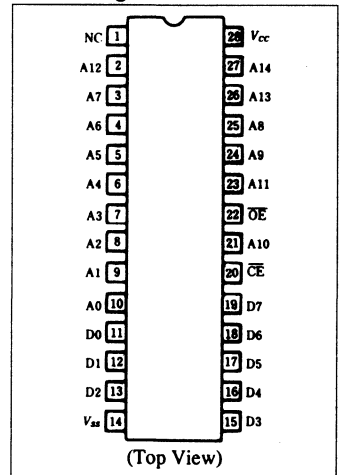 NC 1 28 Vcc
A12 2 27 A14
A7 3 26 A13
A6 4 25 A8
A5 5 24 A9
A4 6 23 A11
A3 7 22 OE
A2 8 21 A10
A1 9 20 CE
A0 10 19 D7
D0 11 18 D6
D1 12 17 D5
D2 13 16 D4
Vss 14 15 D3
(Top View)